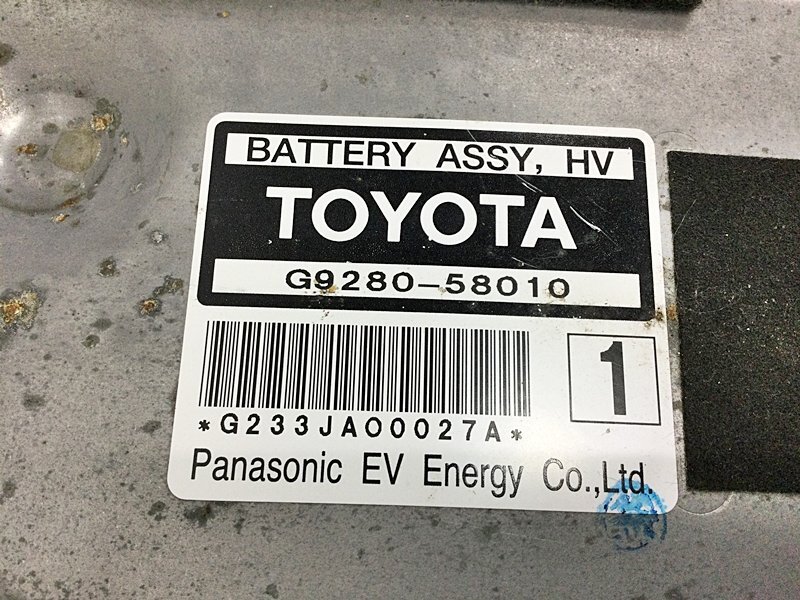 BATTERY ASSY, HV
TOYOTA
G9280-58010
1
*G233JA00027A*
Panasonic EV Energy Co.,Ltd.